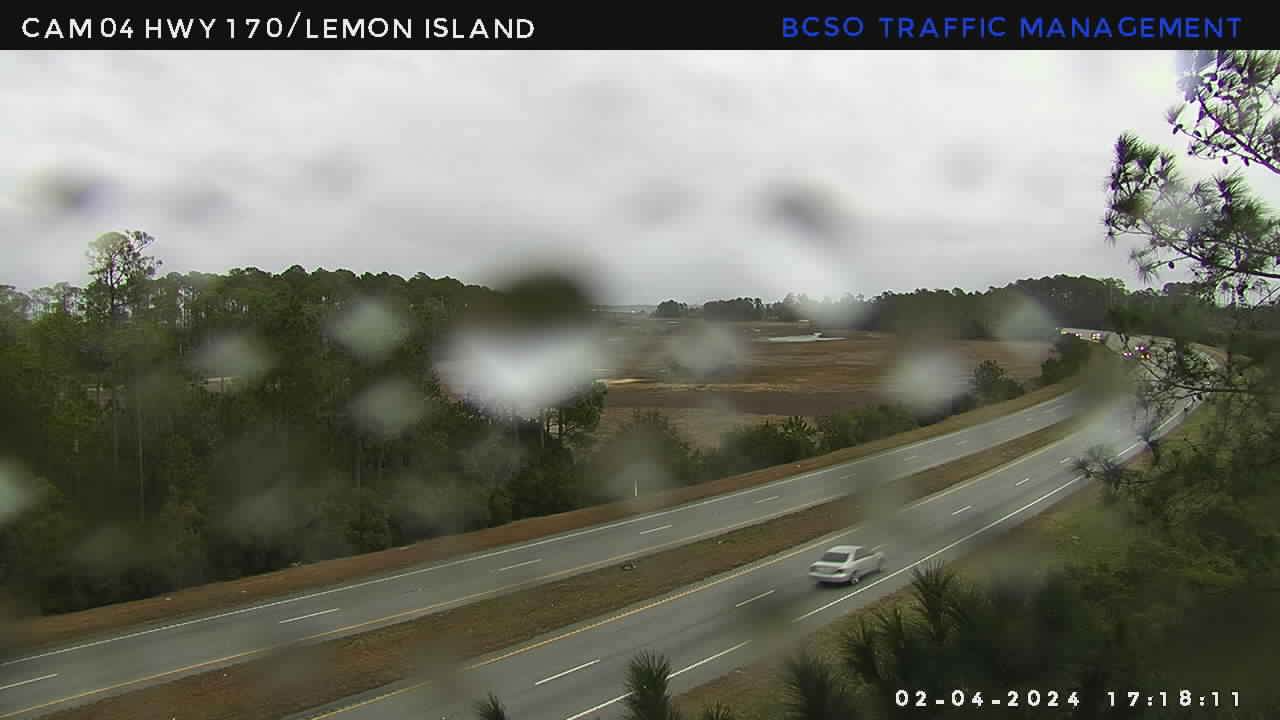 CAM04 HWY 170/LEMON ISLAND
BCSO TRAFFIC MANAGEMENT
02-04-2024 17:18:11